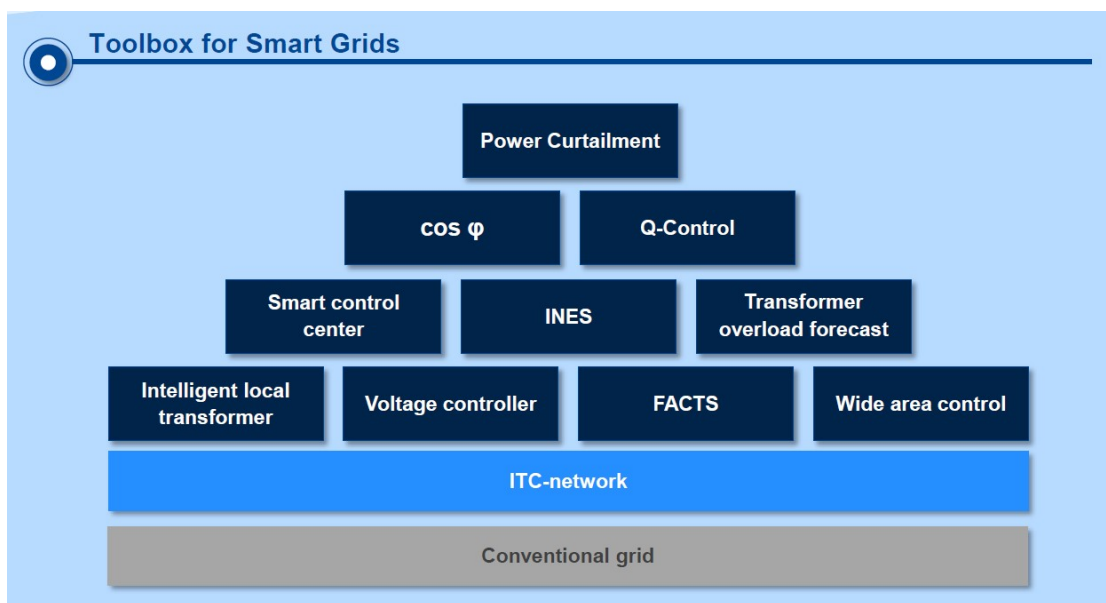 Toolbox for Smart Grids
Power Curtailment
cos φ
Q-Control
Smart control
center
INES
Transformer
overload forecast
Intelligent local
transformer
Voltage controller
FACTS
Wide area control
ITC-network
Conventional grid